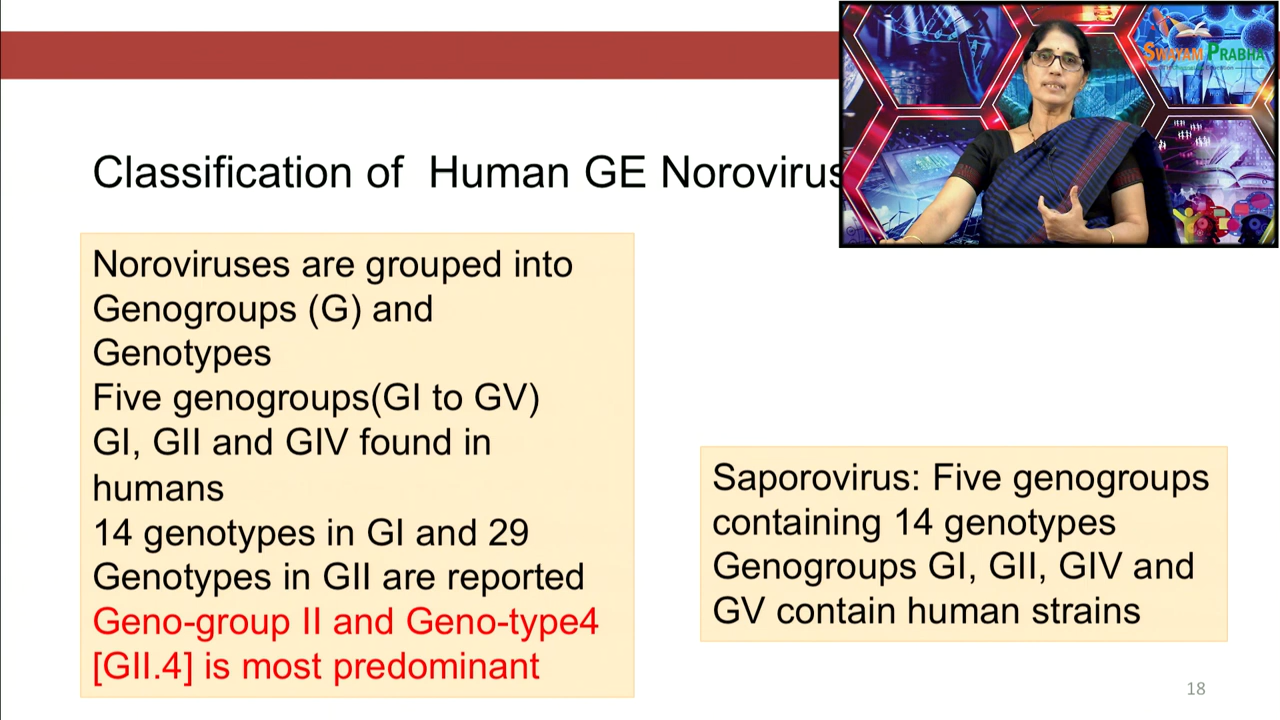 SWAYAM PRABHA
Classification of Human GE Norovirus
Noroviruses are grouped into
Genogroups (G) and
Genotypes
Five genogroups(GI to GV)
GI, GII and GIV found in
humans
14 genotypes in GI and 29
Genotypes in GII are reported
Geno-group II and Geno-type4
[GII.4] is most predominant
Saporovirus: Five genogroups
containing 14 genotypes
Genogroups GI, GII, GIV and
GV contain human strains
18